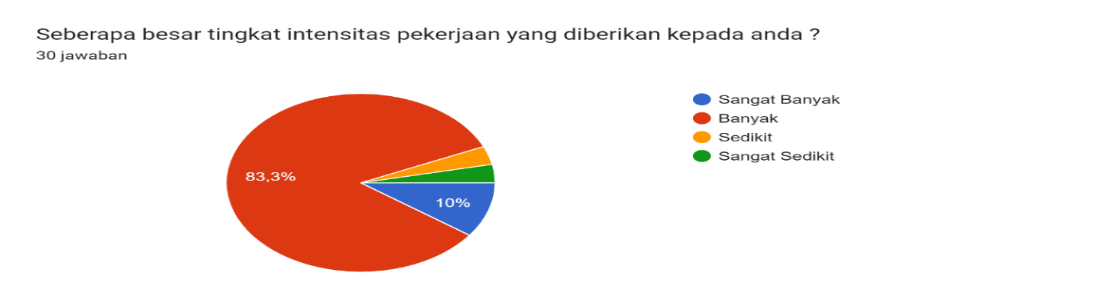 Seberapa besar tingkat intensitas pekerjaan yang diberikan kepada anda ?
30 jawaban
Sangat Banyak
Banyak
Sedikit
Sangat Sedikit
83,3%
10%